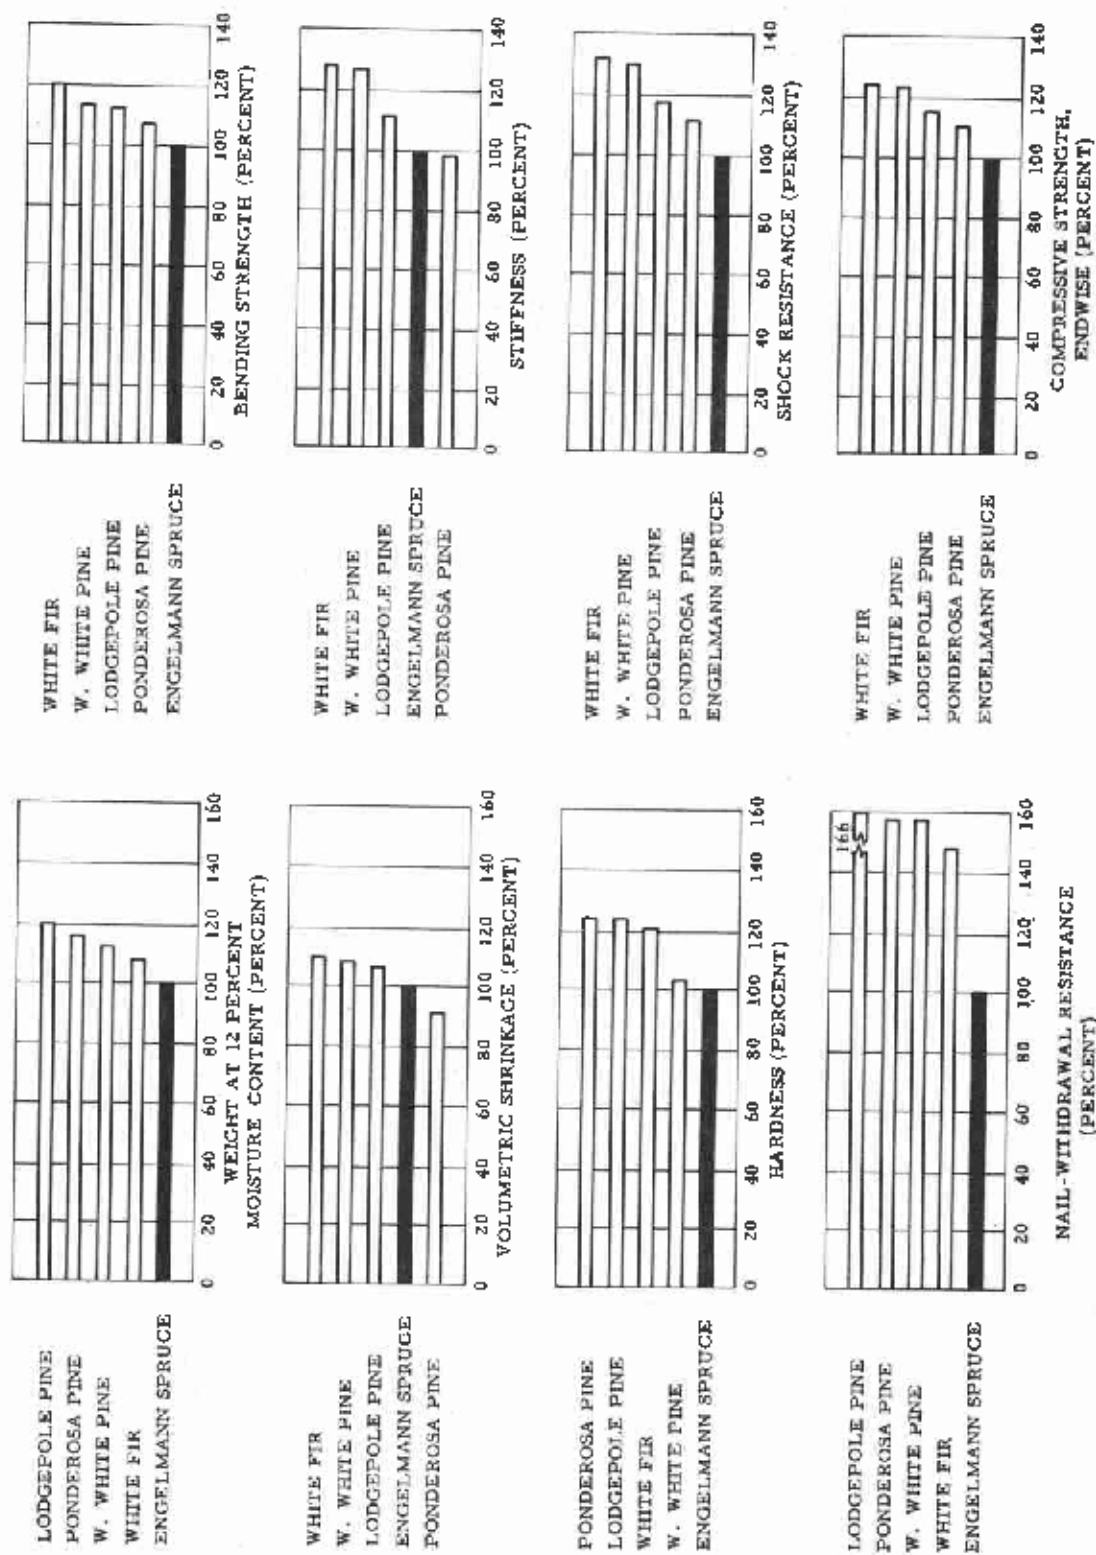 LODGEPOLE PINE
PONDEROSA PINE
W. WHITE PINE
WHITE FIR
ENGELMANN SPRUCE
0 20 40 60 80 100 120 140 160
WEIGHT AT 12 PERCENT
MOISTURE CONTENT (PERCENT)
WHITE FIR
W. WHITE PINE
LODGEPOLE PINE
PONDEROSA PINE
ENGELMANN SPRUCE
0 20 40 60 80 100 120 140
BENDING STRENGTH (PERCENT)
WHITE FIR
W. WHITE PINE
LODGEPOLE PINE
ENGELMANN SPRUCE
PONDEROSA PINE
0 20 40 60 80 100 120 140 160
VOLUMETRIC SHRINKAGE (PERCENT)
WHITE FIR
W. WHITE PINE
LODGEPOLE PINE
ENGELMANN SPRUCE
PONDEROSA PINE
0 20 40 60 80 100 120 140
STIFFNESS (PERCENT)
PONDEROSA PINE
LODGEPOLE PINE
WHITE FIR
W. WHITE PINE
ENGELMANN SPRUCE
0 20 40 60 80 100 120 140 160
HARDNESS (PERCENT)
WHITE FIR
W. WHITE PINE
LODGEPOLE PINE
PONDEROSA PINE
ENGELMANN SPRUCE
0 20 40 60 80 100 120 140
SHOCK RESISTANCE (PERCENT)
LODGEPOLE PINE
PONDEROSA PINE
W. WHITE PINE
WHITE FIR
ENGELMANN SPRUCE
166
0 20 40 60 80 100 120 140 160
NAIL-WITHDRAWAL RESISTANCE
(PERCENT)
WHITE FIR
W. WHITE PINE
LODGEPOLE PINE
PONDEROSA PINE
ENGELMANN SPRUCE
0 20 40 60 80 100 120 140
COMPRESSIVE STRENGTH,
ENDWISE (PERCENT)